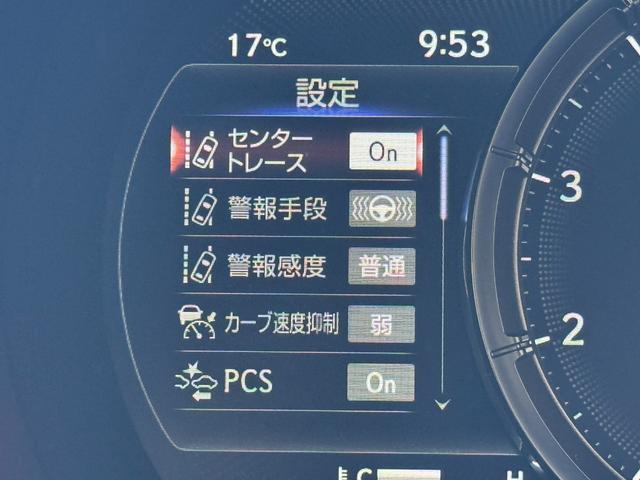 17℃ 9:53
設定
センター
トレース On
警報手段
警報感度 普通
カーブ速度抑制 弱
PCS On
3
2
C H